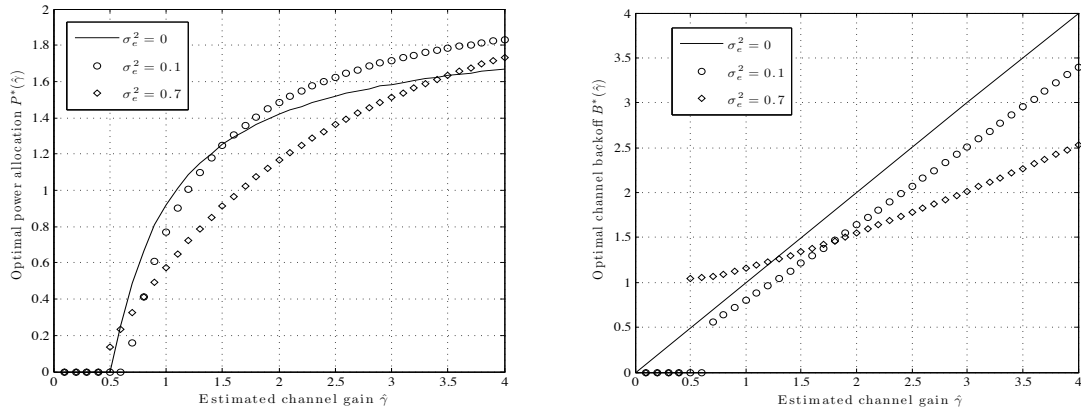 2
1.8
1.6
1.4
1.2
1
0.8
0.6
0.4
0.2
0
Optimal power allocation P*(γ̂)
σ_e^2 = 0
σ_e^2 = 0.1
σ_e^2 = 0.7
0 0.5 1 1.5 2 2.5 3 3.5 4
Estimated channel gain γ̂
4
3.5
3
2.5
2
1.5
1
0.5
0
Optimal channel backoff B*(γ̂)
σ_e^2 = 0
σ_e^2 = 0.1
σ_e^2 = 0.7
0 0.5 1 1.5 2 2.5 3 3.5 4
Estimated channel gain γ̂